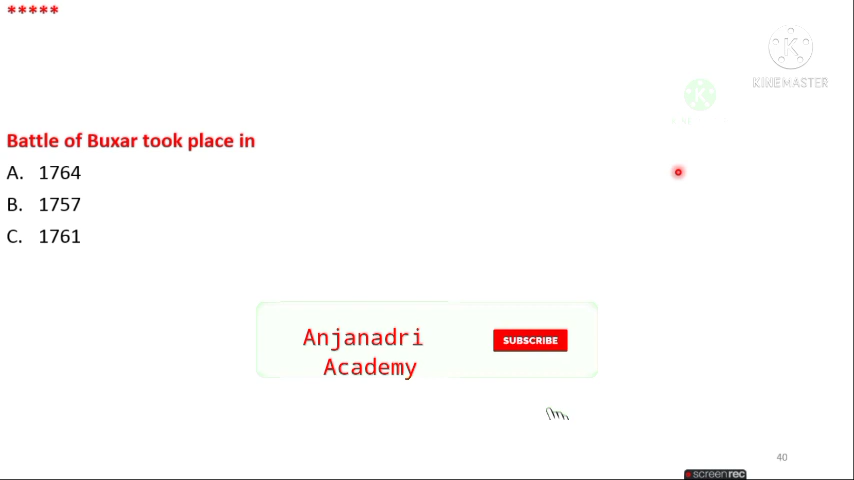 *****
KINEMASTER
Battle of Buxar took place in
A. 1764
B. 1757
C. 1761
Anjanadri
Academy
SUBSCRIBE
40
screenrec